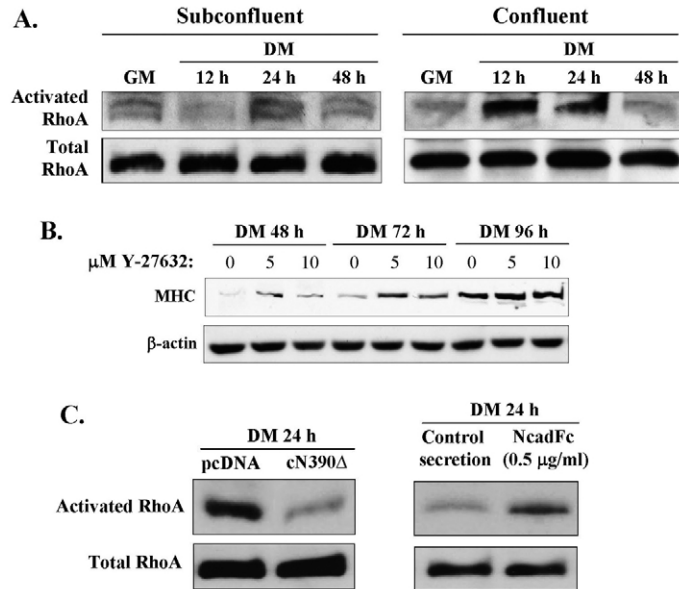 A.
Subconfluent Confluent
DM DM
GM 12 h 24 h 48 h GM 12 h 24 h 48 h
Activated
RhoA
Total
RhoA
B.
DM 48 h DM 72 h DM 96 h
μM Y-27632: 0 5 10 0 5 10 0 5 10
MHC
β-actin
C.
DM 24 h DM 24 h
pcDNA cN390Δ Control secretion NcadFc (0.5 μg/ml)
Activated RhoA
Total RhoA